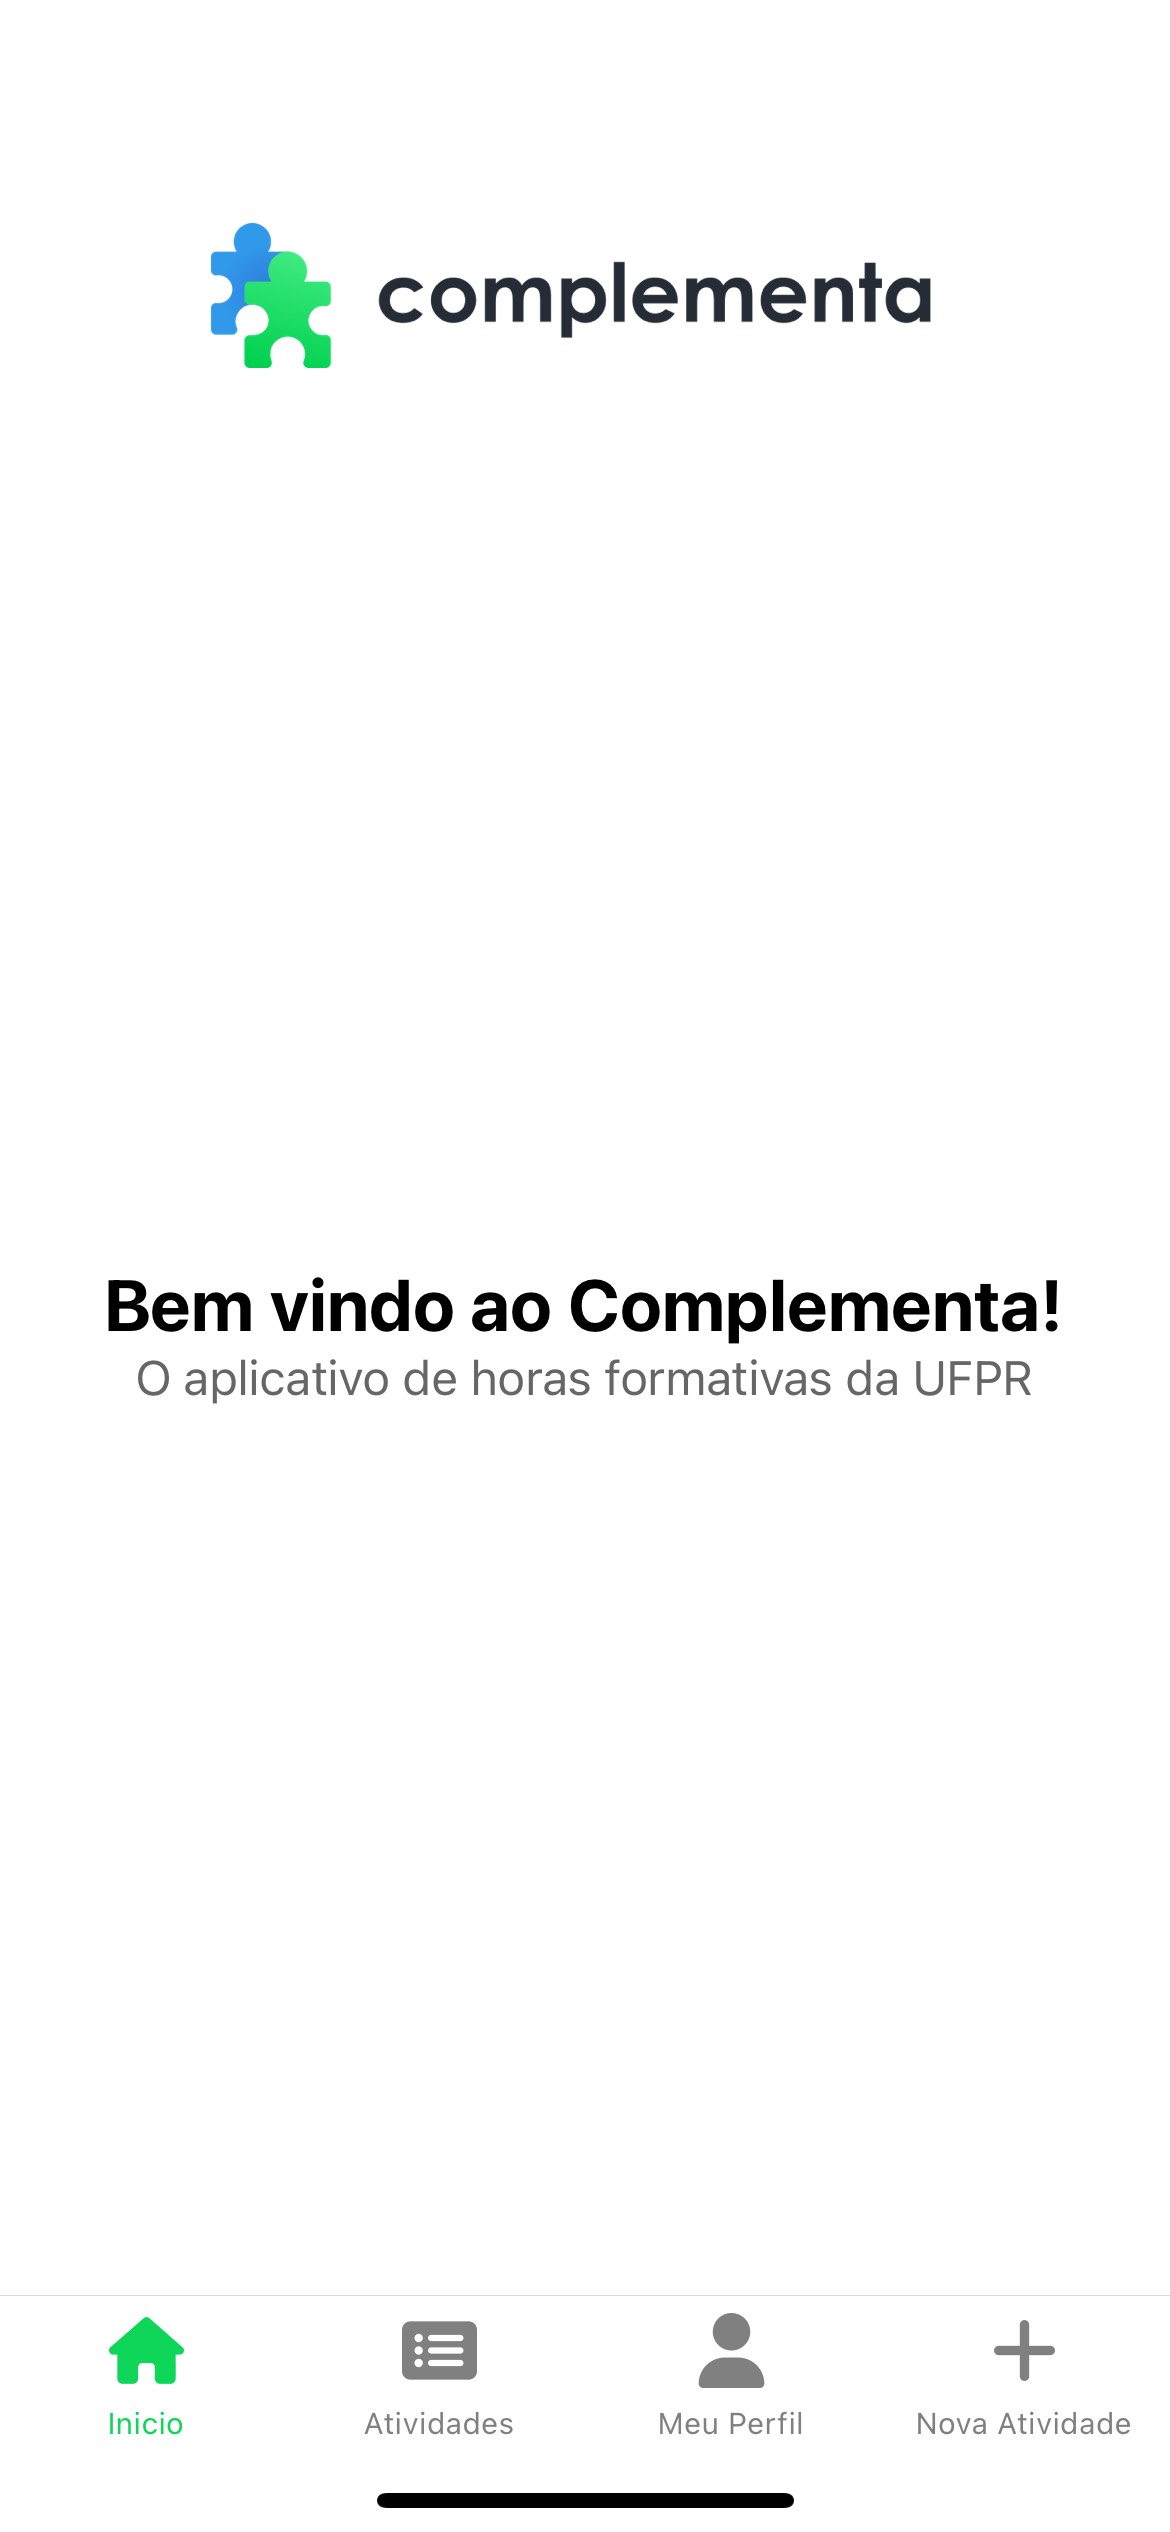 complementa
Bem vindo ao Complementa!
O aplicativo de horas formativas da UFPR
Inicio
Atividades
Meu Perfil
Nova Atividade